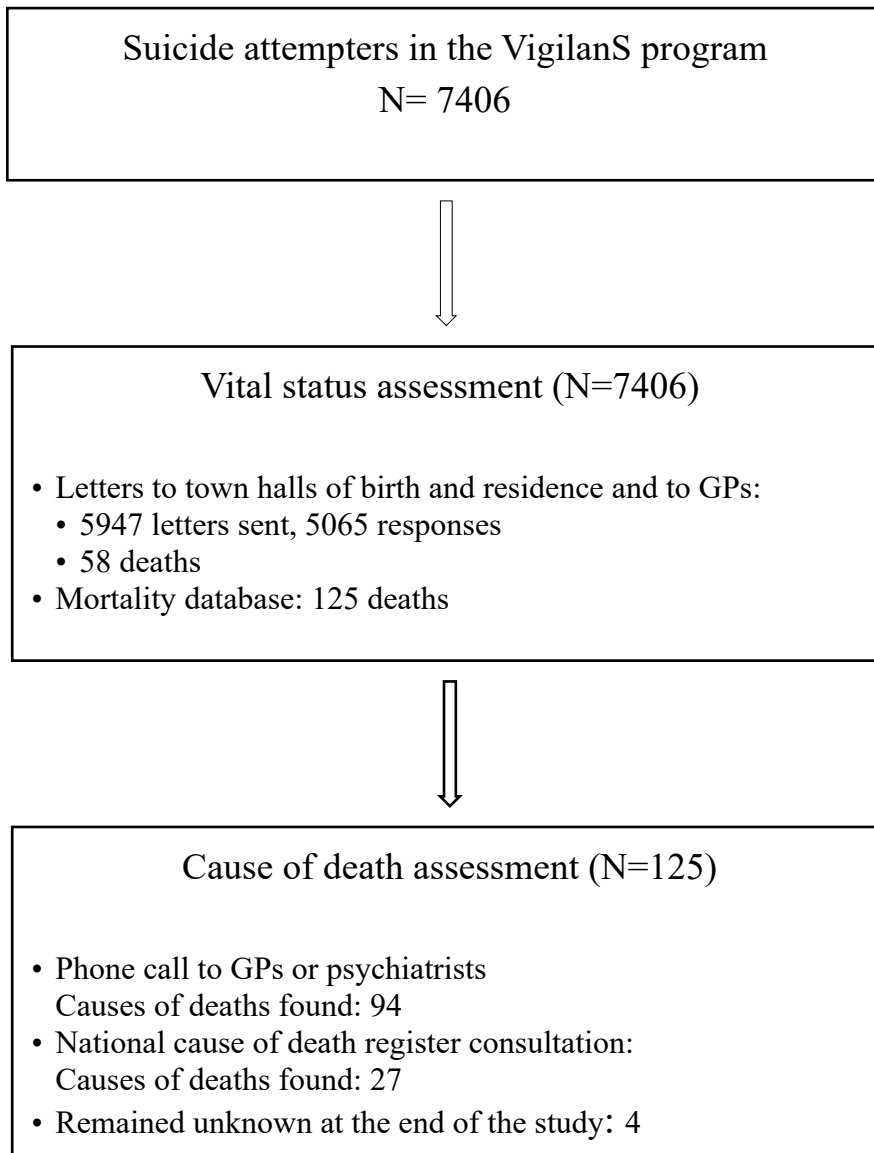 Suicide attempters in the VigilanS program
N= 7406
Vital status assessment (N=7406)
• Letters to town halls of birth and residence and to GPs:
• 5947 letters sent, 5065 responses
• 58 deaths
• Mortality database: 125 deaths
Cause of death assessment (N=125)
• Phone call to GPs or psychiatrists
Causes of deaths found: 94
• National cause of death register consultation:
Causes of deaths found: 27
• Remained unknown at the end of the study: 4